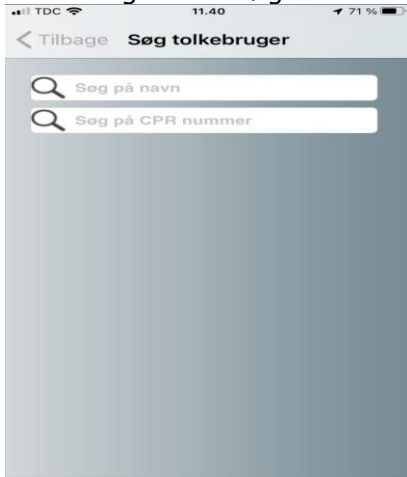 TDC 11.40 71 %
Tilbage Søg tolkebruger
Søg på navn
Søg på CPR nummer